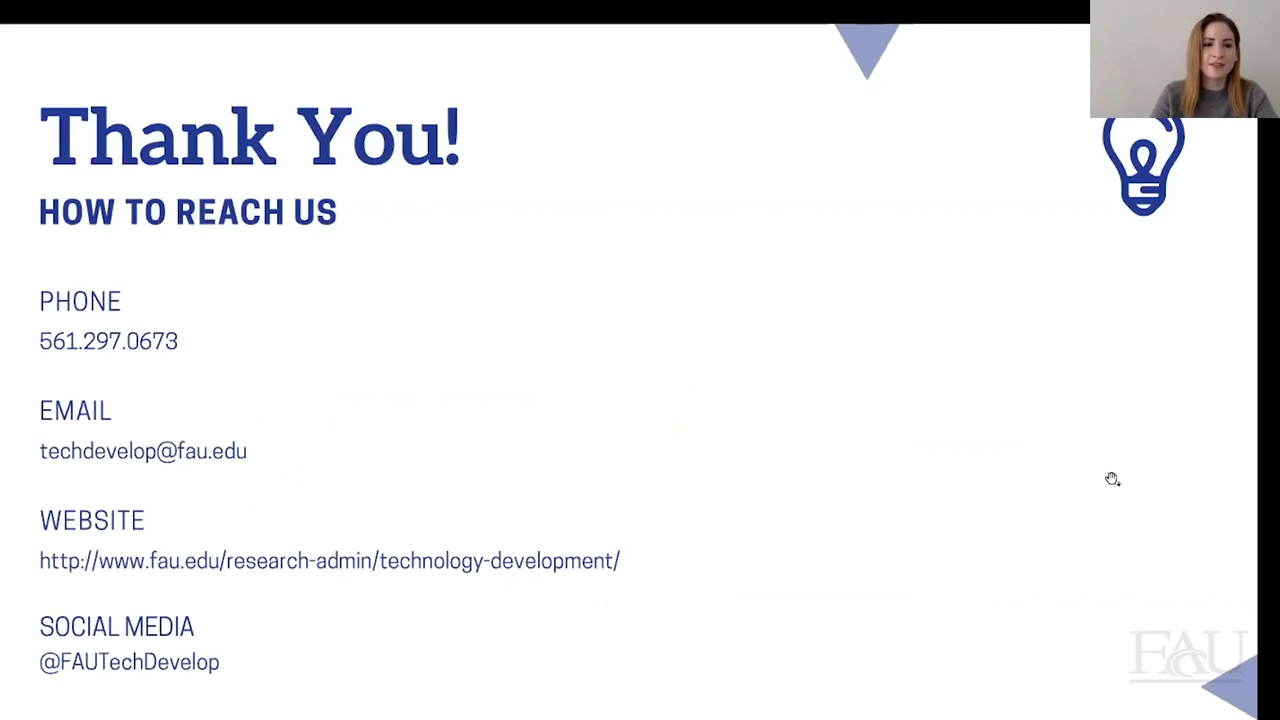 Thank You!
HOW TO REACH US
PHONE
561.297.0673
EMAIL
techdevelop@fau.edu
WEBSITE
http://www.fau.edu/research-admin/technology-development/
SOCIAL MEDIA
@FAUTechDevelop
FAU